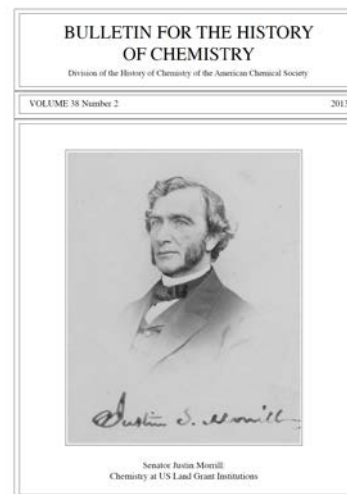 BULLETIN FOR THE HISTORY
OF CHEMISTRY
Division of the History of Chemistry of the American Chemical Society
VOLUME 38 Number 2
2013
Justin S. Morrill
Senator Justin Morrill:
Chemistry at US Land Grant Institutions